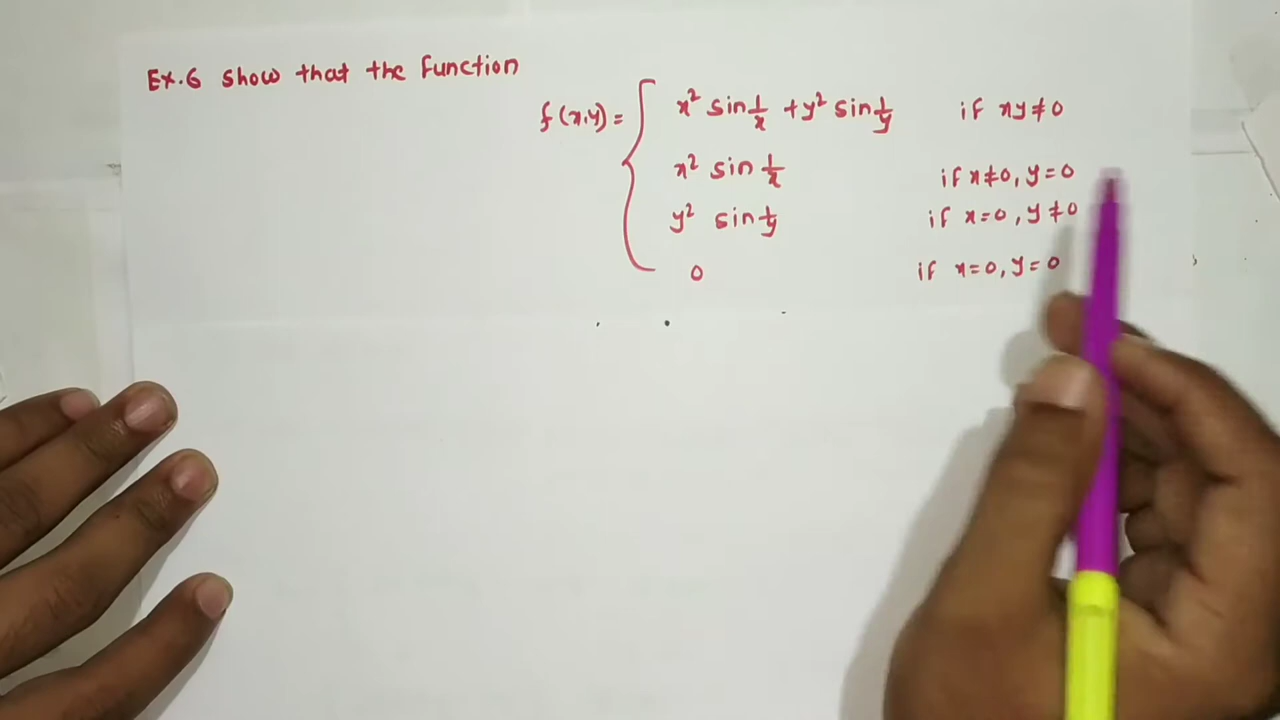 Ex.6 Show that the function
f(x,y) = { x² sin 1/x + y² sin 1/y if xy≠0
x² sin 1/x if x≠0, y=0
y² sin 1/y if x=0, y≠0
0 if x=0, y=0